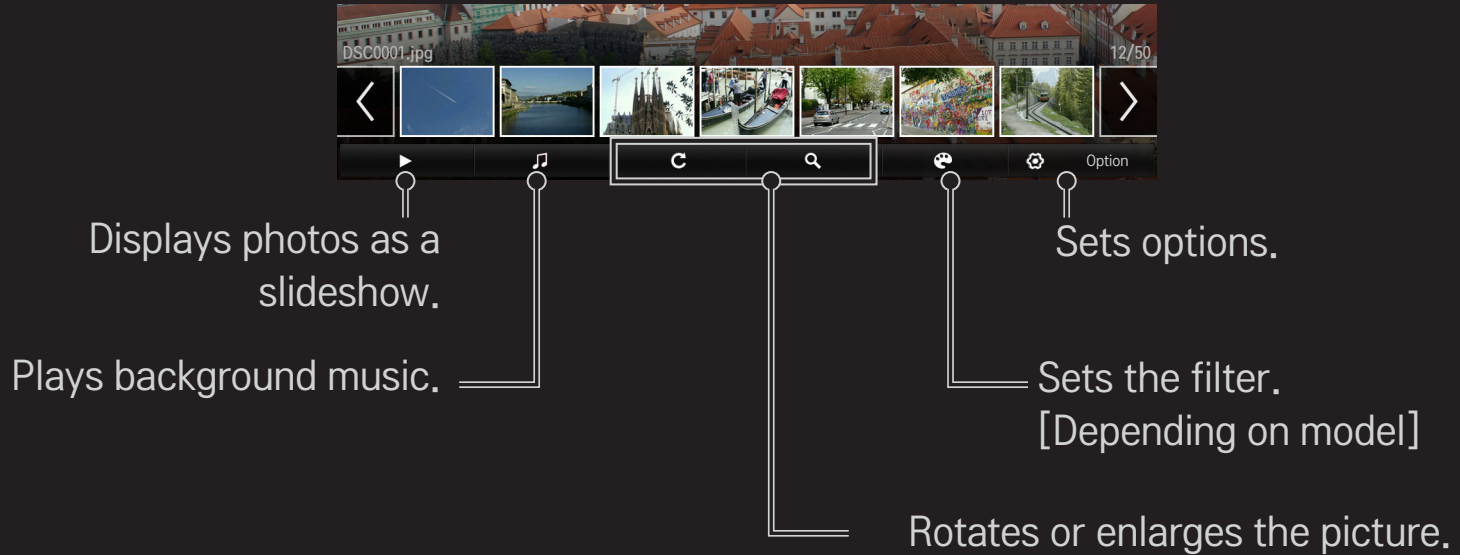 DSC0001.jpg
12/50
Option
Displays photos as a
slideshow.
Sets options.
Plays background music.
Sets the filter.
[Depending on model]
Rotates or enlarges the picture.